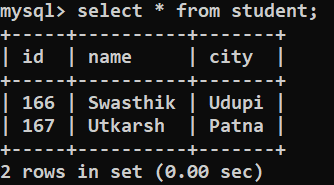 mysql> select * from student;
+-----+----------+-------+
| id  | name     | city  |
+-----+----------+-------+
| 166 | Swasthik | Udupi |
| 167 | Utkarsh  | Patna |
+-----+----------+-------+
2 rows in set (0.00 sec)